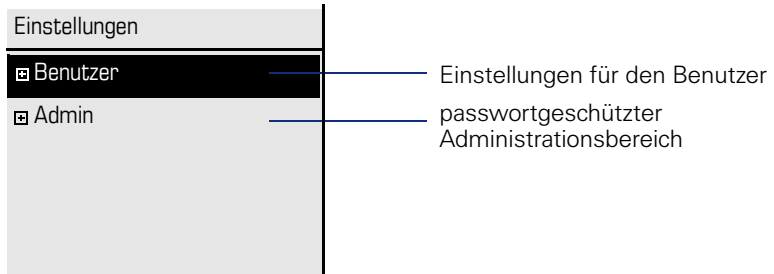 Einstellungen
Benutzer
Einstellungen für den Benutzer
Admin
passwortgeschützter
Administrationsbereich